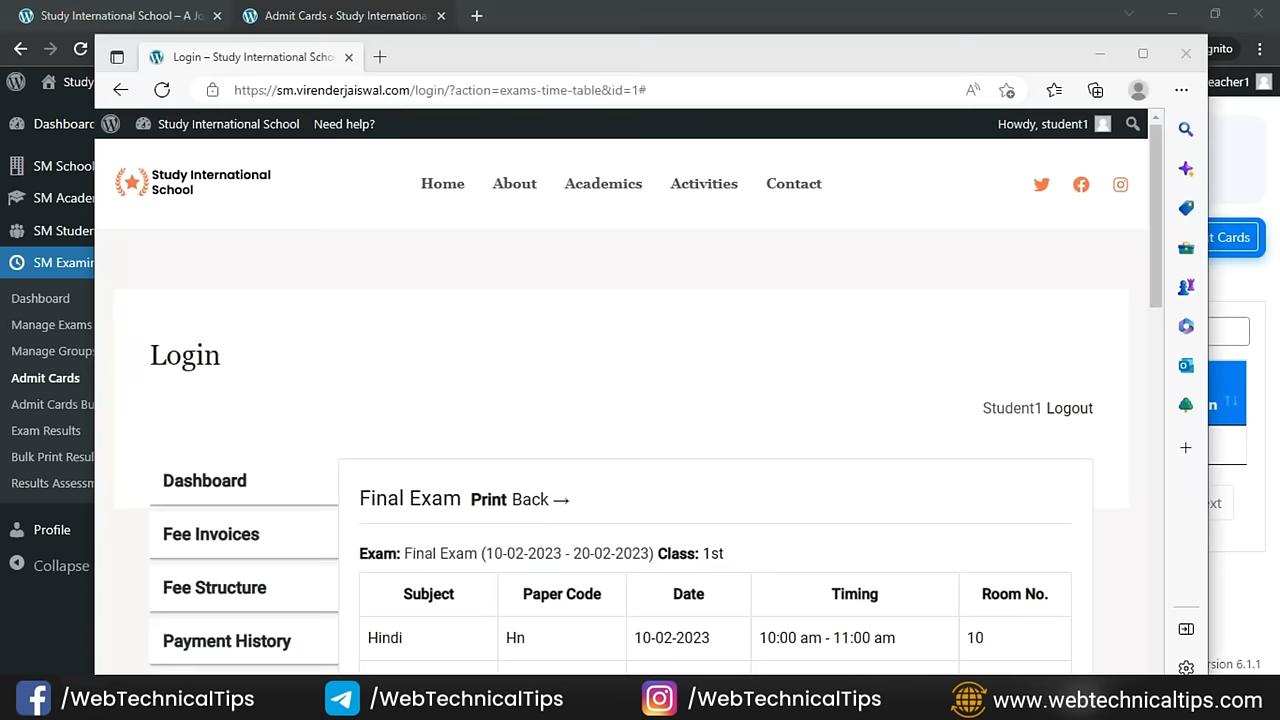 Study International School – A Jo
Admit Cards ‹ Study Internationa
Login – Study International Scho
gnito
https://sm.virenderjaiswal.com/login/?action=exams-time-table&id=1#
Study
eacher1
Study International School
Need help?
Howdy, student1
Dashboard
SM School
SM Acade
SM Studen
SM Examin
Dashboard
Manage Exams
Manage Groups
Admit Cards
Admit Cards Bu
Exam Results
Bulk Print Resul
Results Assessm
Profile
Collapse
Study International
School
Home
About
Academics
Activities
Contact
Login
Student1 Logout
Dashboard
Fee Invoices
Fee Structure
Payment History
Final Exam Print Back →
Exam: Final Exam (10-02-2023 - 20-02-2023) Class: 1st
Subject Paper Code Date Timing Room No.
Hindi Hn 10-02-2023 10:00 am - 11:00 am 10
t Cards
n
xt
rsion 6.1.1
/WebTechnicalTips
/WebTechnicalTips
/WebTechnicalTips
www.webtechnicaltips.com